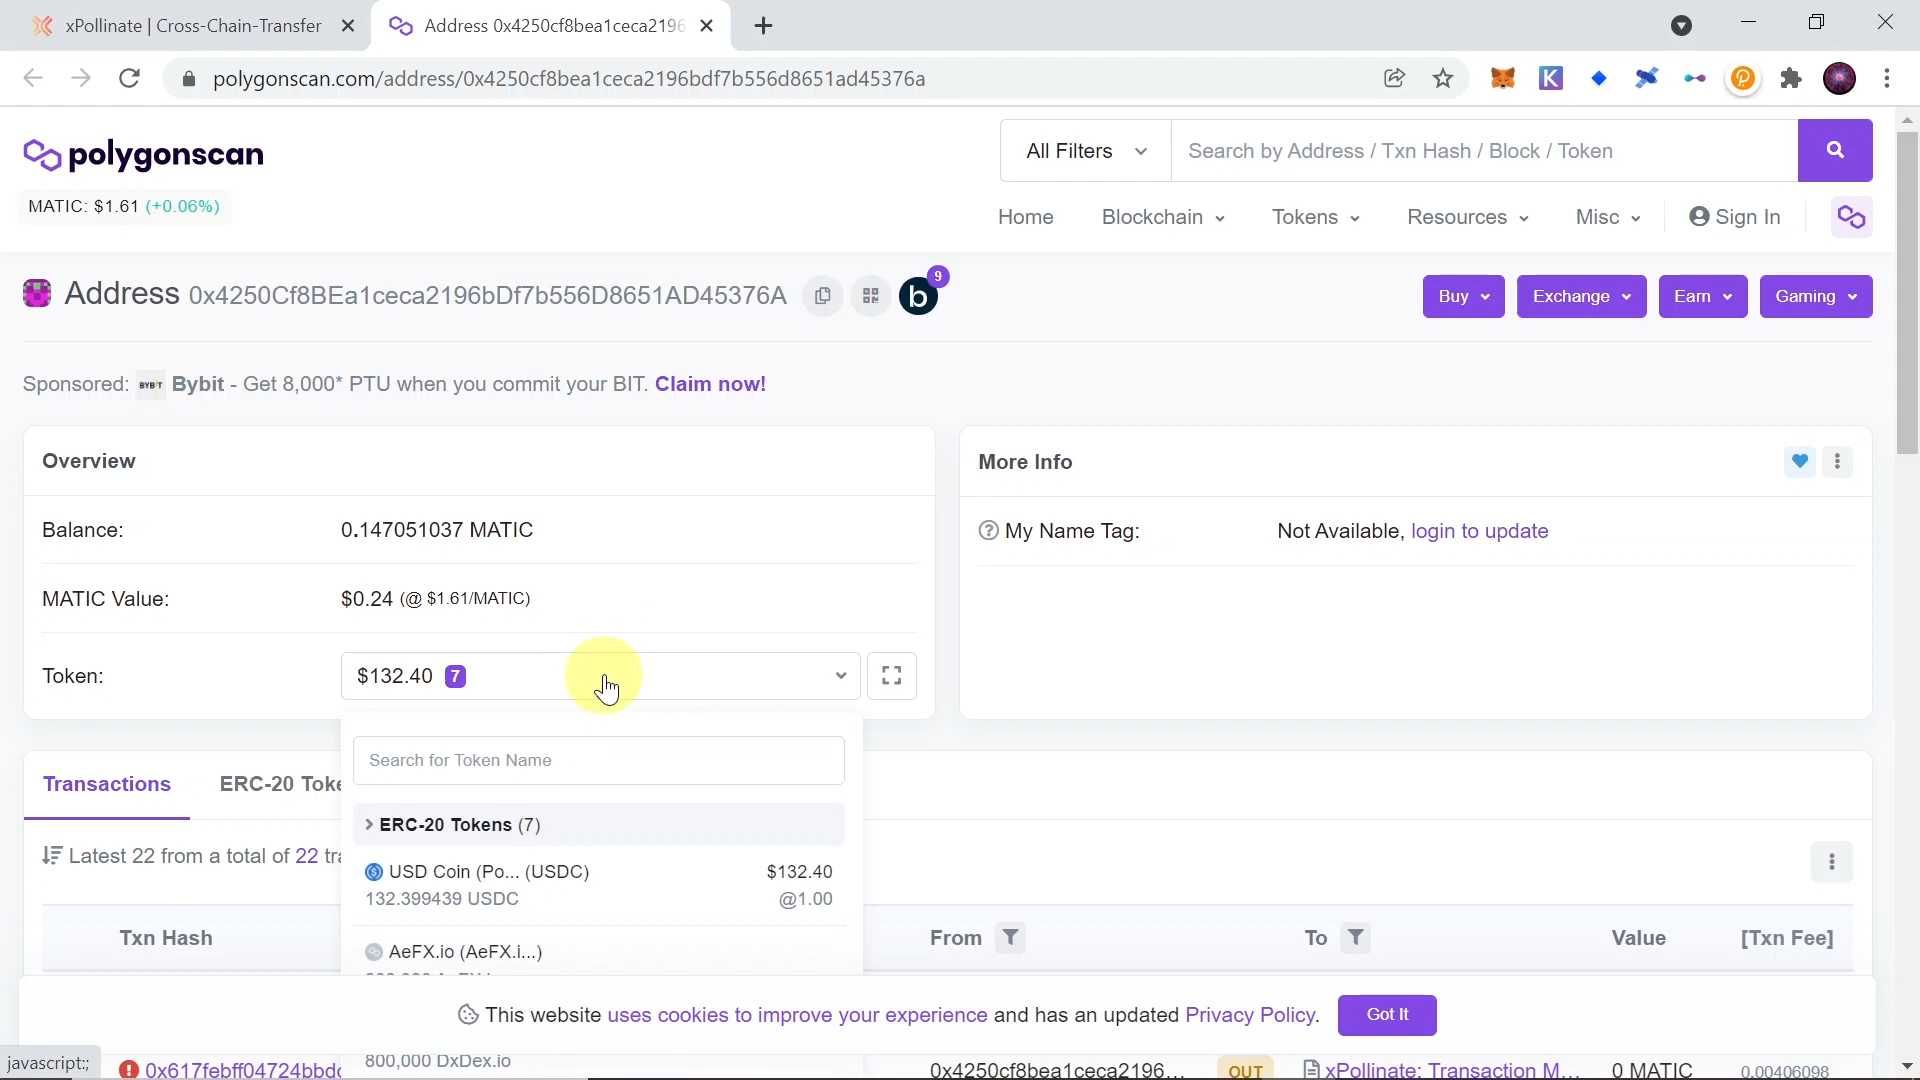 xPollinate | Cross-Chain-Transfer
Address 0x4250cf8bea1ceca2196
polygonscan.com/address/0x4250cf8bea1ceca2196bdf7b556d8651ad45376a
K
polygonscan
MATIC: $1.61 (+0.06%)
All Filters
Search by Address / Txn Hash / Block / Token
Home Blockchain Tokens Resources Misc Sign In
Address 0x4250Cf8BEa1ceca2196bDf7b556D8651AD45376A
b
9
Buy Exchange Earn Gaming
Sponsored: BYBIT Bybit - Get 8,000* PTU when you commit your BIT. Claim now!
Overview
Balance: 0.147051037 MATIC
MATIC Value: $0.24 (@ $1.61/MATIC)
Token: $132.40 7
More Info
? My Name Tag: Not Available, login to update
Search for Token Name
ERC-20 Tokens (7)
USD Coin (Po... (USDC) $132.40
132.399439 USDC @1.00
AeFX.io (AeFX.i...)
Transactions ERC-20 Toke
Latest 22 from a total of 22 tra
Txn Hash From To Value [Txn Fee]
This website uses cookies to improve your experience and has an updated Privacy Policy. Got It
javascript:;
800,000 DxDex.io
0x617febff04724bbd 0x4250cf8bea1ceca2196... OUT xPollinate: Transaction M... 0 MATIC 0.00406098